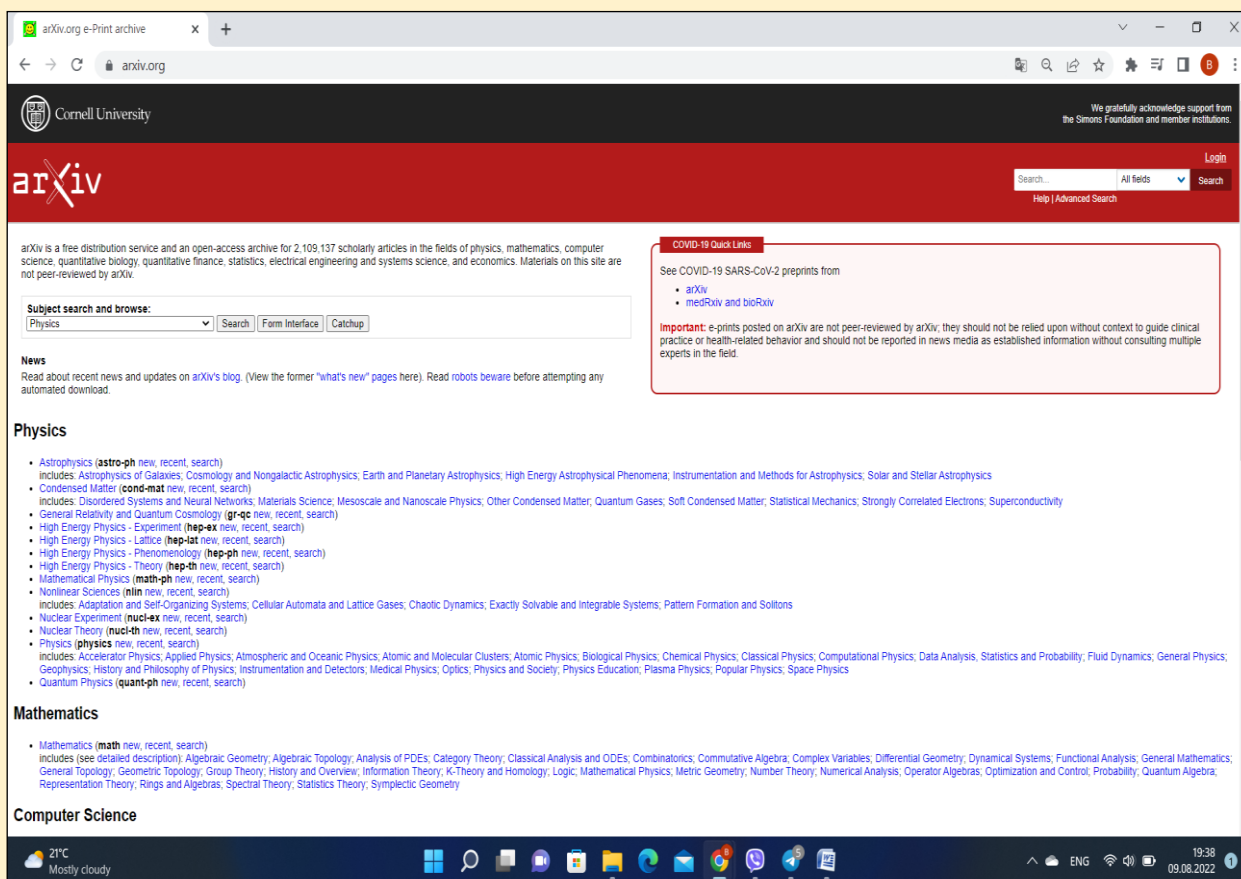 arXiv.org e-Print archive
arxiv.org
B
Cornell University
We gratefully acknowledge support from
the Simons Foundation and member institutions.
arXiv
Login
Search... All fields Search
Help | Advanced Search
arXiv is a free distribution service and an open-access archive for 2,109,137 scholarly articles in the fields of physics, mathematics, computer
science, quantitative biology, quantitative finance, statistics, electrical engineering and systems science, and economics. Materials on this site are
not peer-reviewed by arXiv.
Subject search and browse:
Physics Search Form Interface Catchup
News
Read about recent news and updates on arXiv's blog. (View the former "what's new" pages here). Read robots beware before attempting any
automated download.
COVID-19 Quick Links
See COVID-19 SARS-CoV-2 preprints from
• arXiv
• medRxiv and bioRxiv
Important: e-prints posted on arXiv are not peer-reviewed by arXiv; they should not be relied upon without context to guide clinical
practice or health-related behavior and should not be reported in news media as established information without consulting multiple
experts in the field.
Physics
• Astrophysics (astro-ph new, recent, search)
includes: Astrophysics of Galaxies; Cosmology and Nongalactic Astrophysics; Earth and Planetary Astrophysics; High Energy Astrophysical Phenomena; Instrumentation and Methods for Astrophysics; Solar and Stellar Astrophysics
• Condensed Matter (cond-mat new, recent, search)
includes: Disordered Systems and Neural Networks; Materials Science; Mesoscale and Nanoscale Physics; Other Condensed Matter; Quantum Gases; Soft Condensed Matter; Statistical Mechanics; Strongly Correlated Electrons; Superconductivity
• General Relativity and Quantum Cosmology (gr-qc new, recent, search)
• High Energy Physics - Experiment (hep-ex new, recent, search)
• High Energy Physics - Lattice (hep-lat new, recent, search)
• High Energy Physics - Phenomenology (hep-ph new, recent, search)
• High Energy Physics - Theory (hep-th new, recent, search)
• Mathematical Physics (math-ph new, recent, search)
• Nonlinear Sciences (nlin new, recent, search)
includes: Adaptation and Self-Organizing Systems; Cellular Automata and Lattice Gases; Chaotic Dynamics; Exactly Solvable and Integrable Systems; Pattern Formation and Solitons
• Nuclear Experiment (nucl-ex new, recent, search)
• Nuclear Theory (nucl-th new, recent, search)
• Physics (physics new, recent, search)
includes: Accelerator Physics; Applied Physics; Atmospheric and Oceanic Physics; Atomic and Molecular Clusters; Atomic Physics; Biological Physics; Chemical Physics; Classical Physics; Computational Physics; Data Analysis, Statistics and Probability; Fluid Dynamics; General Physics;
Geophysics; History and Philosophy of Physics; Instrumentation and Detectors; Medical Physics; Optics; Physics and Society; Physics Education; Plasma Physics; Popular Physics; Space Physics
• Quantum Physics (quant-ph new, recent, search)
Mathematics
• Mathematics (math new, recent, search)
includes (see detailed description): Algebraic Geometry; Algebraic Topology; Analysis of PDEs; Category Theory; Classical Analysis and ODEs; Combinatorics; Commutative Algebra; Complex Variables; Differential Geometry; Dynamical Systems; Functional Analysis; General Mathematics;
General Topology; Geometric Topology; Group Theory; History and Overview; Information Theory; K-Theory and Homology; Logic; Mathematical Physics; Metric Geometry; Number Theory; Numerical Analysis; Operator Algebras; Optimization and Control; Probability; Quantum Algebra;
Representation Theory; Rings and Algebras; Spectral Theory; Statistics Theory; Symplectic Geometry
Computer Science
21°C
Mostly cloudy
5
ENG
19:38
09.08.2022
1